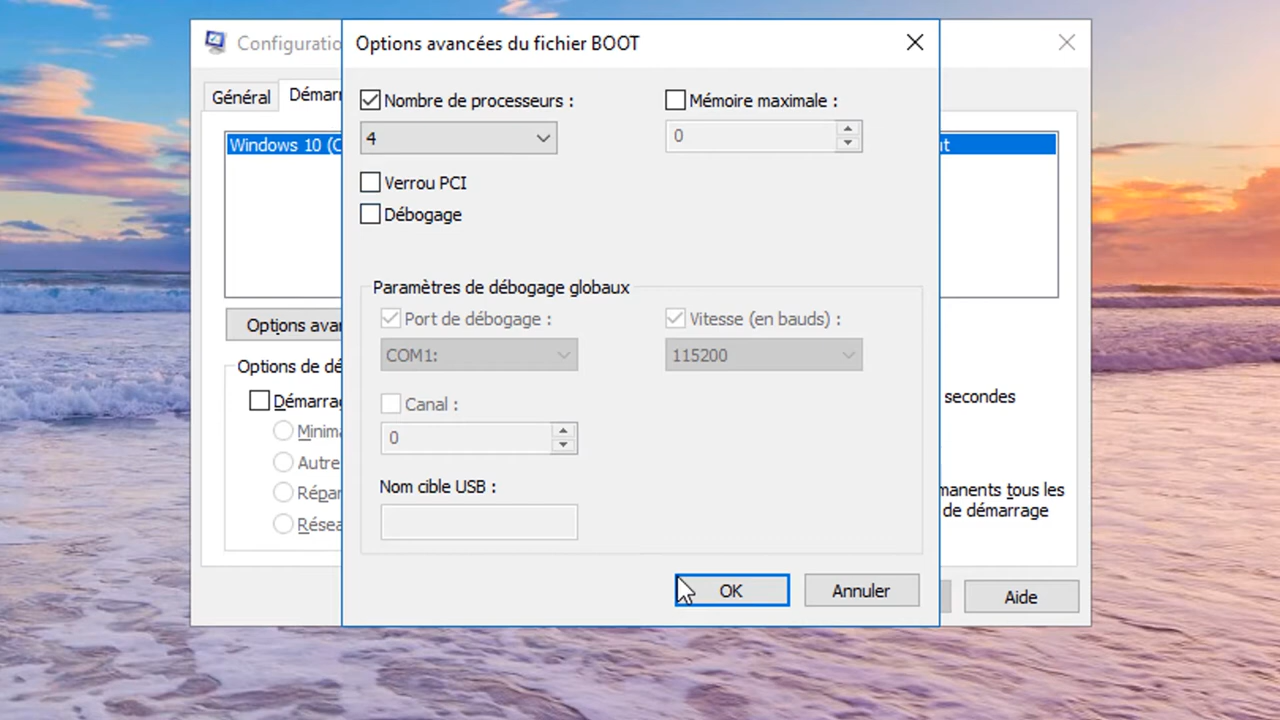 Configuratio
Options avancées du fichier BOOT
Général
Démarr
Nombre de processeurs :
Mémoire maximale :
4
0
Windows 10 (C
ut
Verrou PCI
Débogage
Paramètres de débogage globaux
Options avan
Port de débogage :
Vitesse (en bauds) :
COM1:
115200
Options de dé
Démarrag
Canal :
secondes
Minima
0
Autre
Répar
Nom cible USB :
manents tous les
de démarrage
Résea
OK
Annuler
Aide